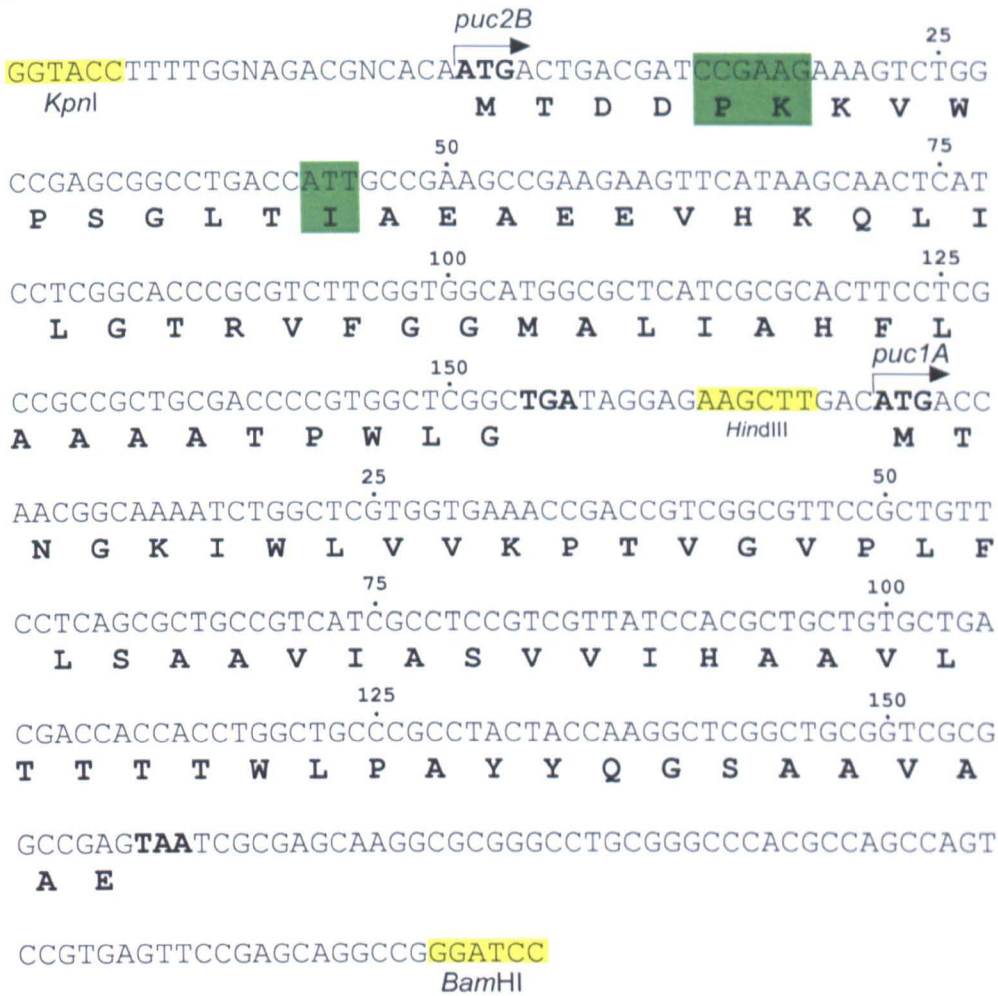 puc2B
25
GGTACCTTTTGGNAGACGNCACAATGACTGACGATCCGAAGAAAGTCTGG
KpnI M T D D P K K V W
50 75
CCGAGCGGCCTGACCATTGCCGAAGCCGAAGAAGTTCATAAGCAACTCAT
P S G L T I A E A E E V H K Q L I
100 125
CCTCGGCACCCGCGTCTTCGGTGGCATGGCGCTCATCGCGCACTTCCTCG
L G T R V F G G M A L I A H F L
150 puc1A
CCGCCGCTGCGACCCCGTGGCTCGGCTGATAGGAGAAGCTTGACATGACC
A A A A T P W L G HindIII M T
25 50
AACGGCAAAATCTGGCTCGTGGTGAAACCGACCGTCGGCGTTCCGCTGTT
N G K I W L V V K P T V G V P L F
75 100
CCTCAGCGCTGCCGTCATCGCCTCCGTCGTTATCCACGCTGCTGTGCTGA
L S A A V I A S V V I H A A V L
125 150
CGACCACCACCTGGCTGCCCGCCTACTACCAAGGCTCGGCTGCGGTCGCG
T T T T W L P A Y Y Q G S A A V A
GCCGAGTAATCGCGAGCAAGGCGCGGGCCTGCGGGCCCACGCCAGCCAGT
A E
CCGTGAGTTCCGAGCAGGCCGGGATCC
BamHI